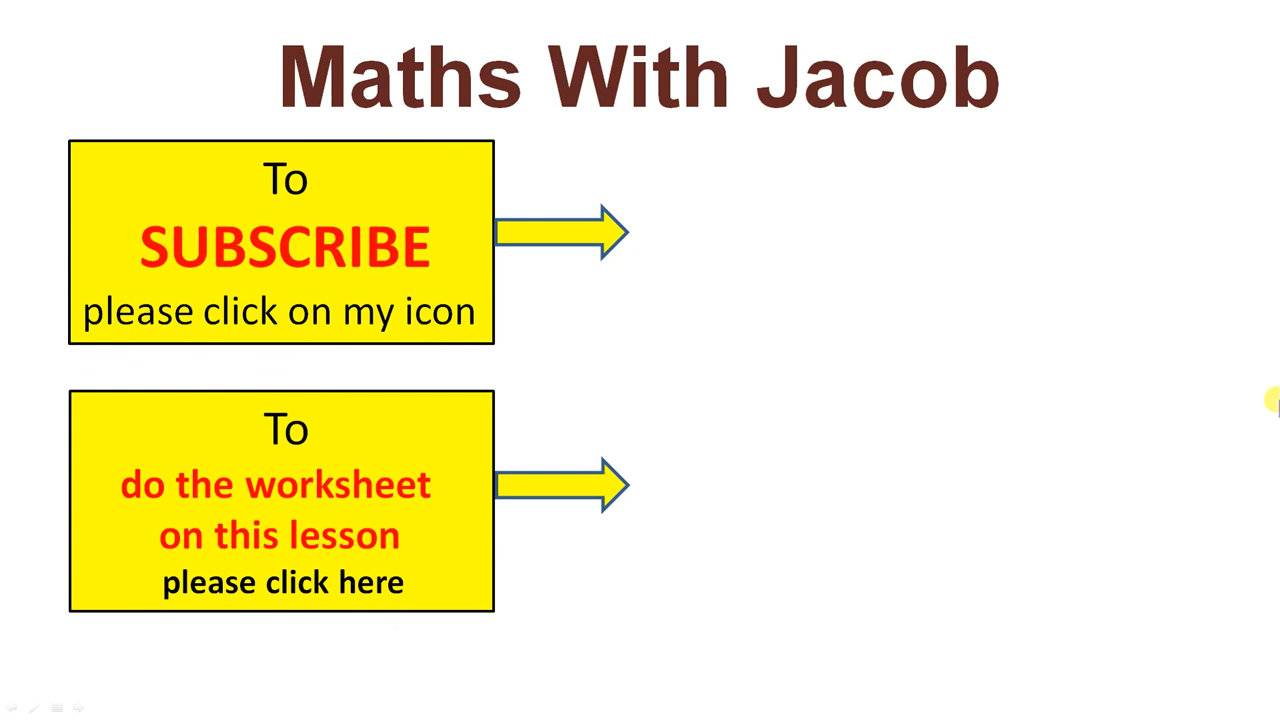 Maths With Jacob
To
SUBSCRIBE
please click on my icon
To
do the worksheet
on this lesson
please click here